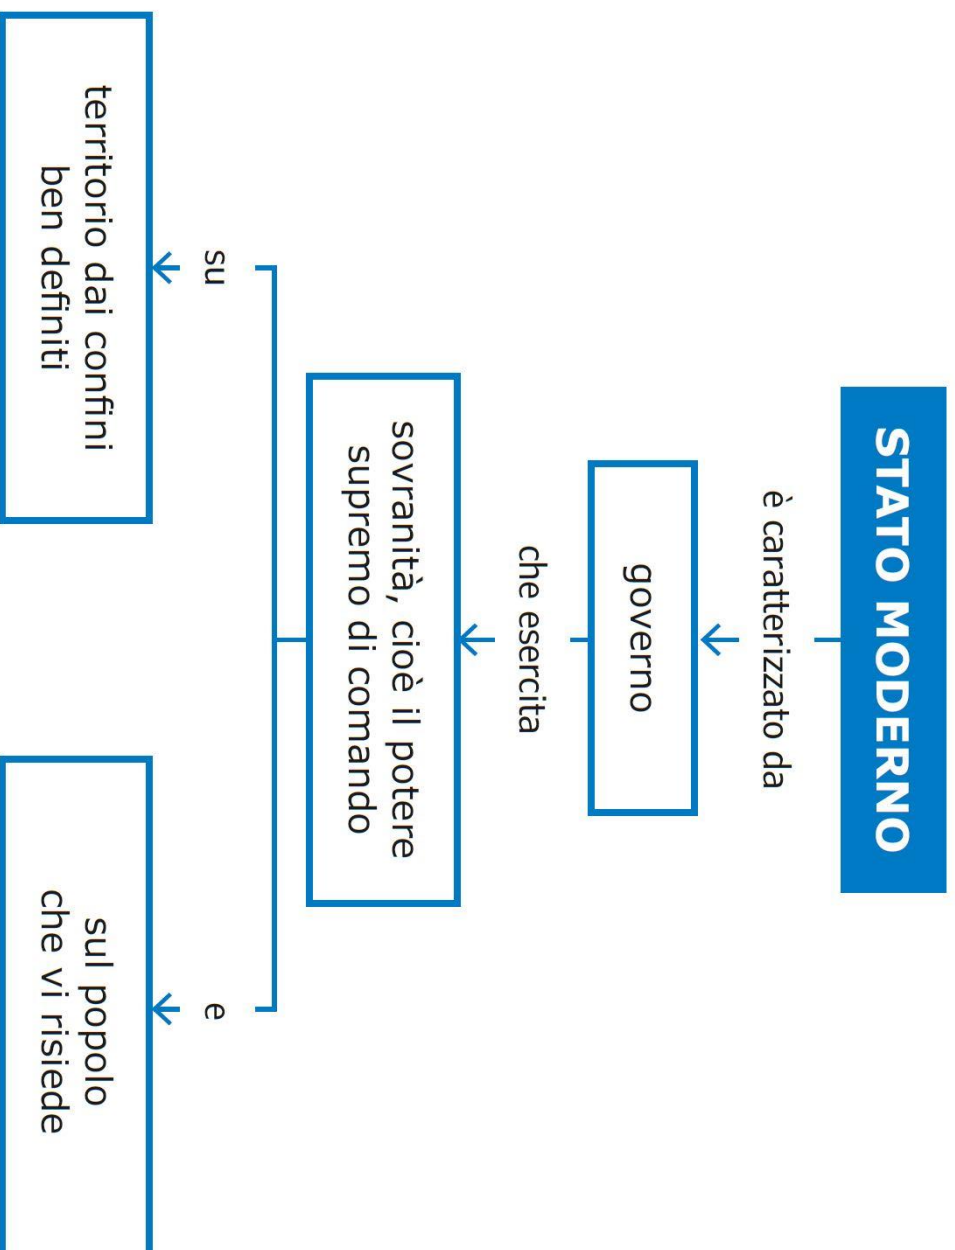 STATO MODERNO
è caratterizzato da
governo
che esercita
sovranità, cioè il potere
supremo di comando
su
e
territorio dai confini
ben definiti
sul popolo
che vi risiede